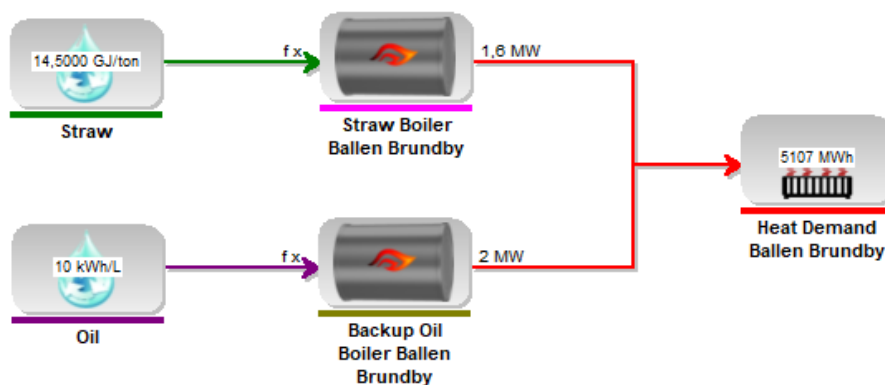 14,5000 GJ/ton
Straw
f x
1,6 MW
Straw Boiler
Ballen Brundby
5107 MWh
Heat Demand
Ballen Brundby
10 kWh/L
Oil
f x
2 MW
Backup Oil
Boiler Ballen
Brundby